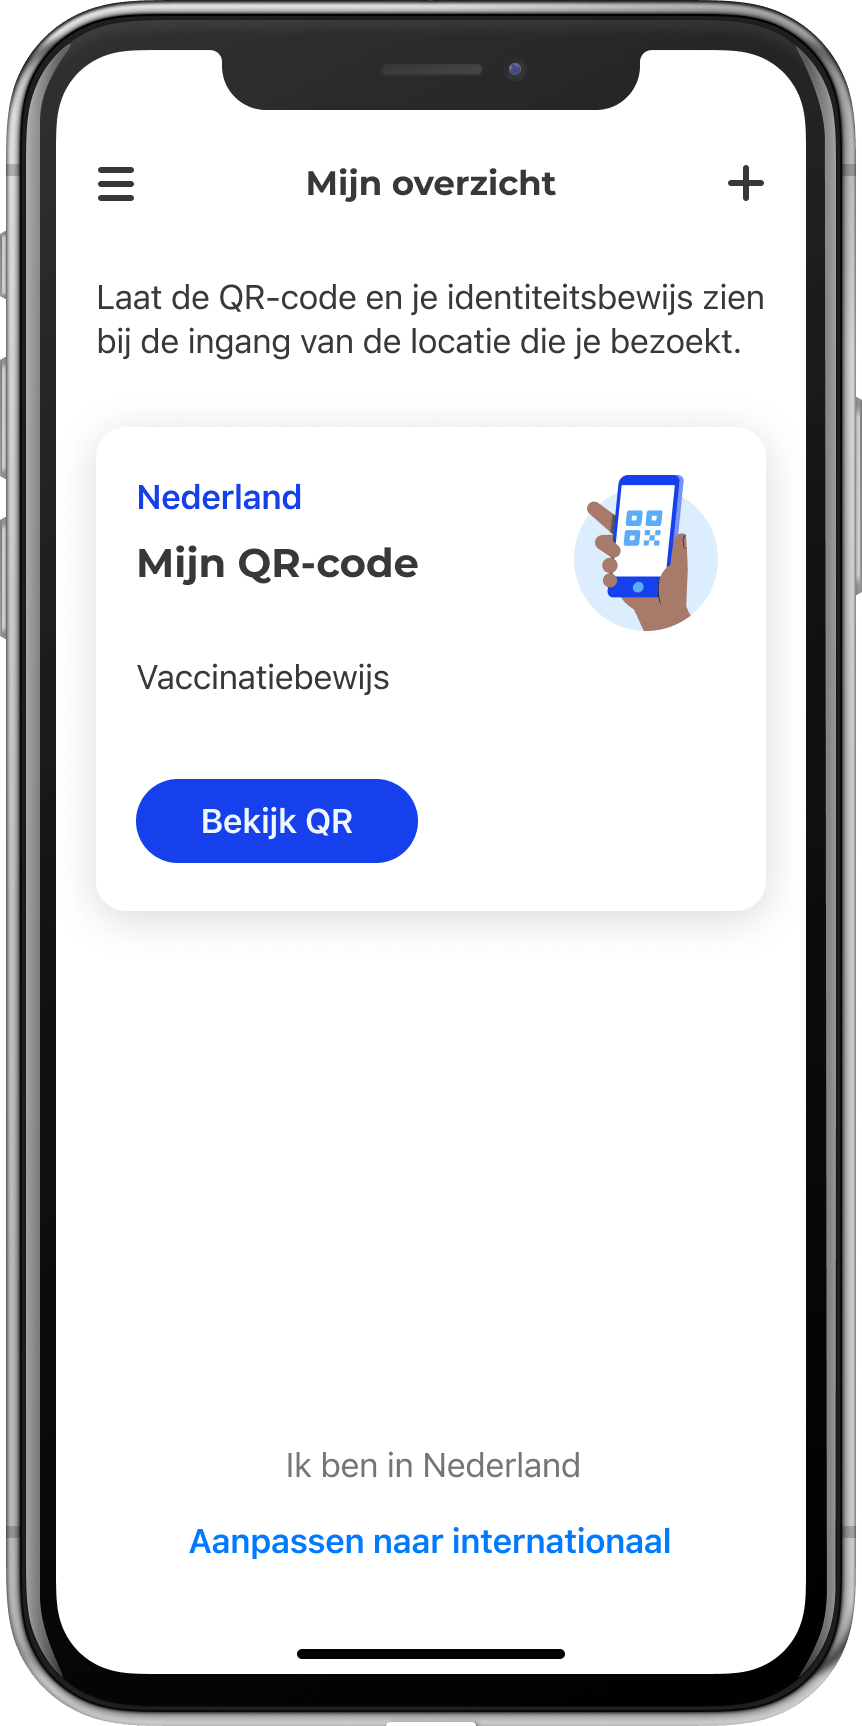 Mijn overzicht
Laat de QR-code en je identiteitsbewijs zien
bij de ingang van de locatie die je bezoekt.
Nederland
Mijn QR-code
Vaccinatiebewijs
Bekijk QR
Ik ben in Nederland
Aanpassen naar internationaal